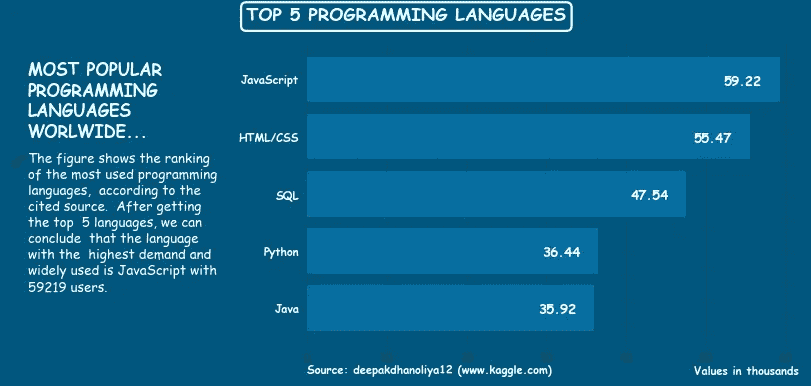 TOP 5 PROGRAMMING LANGUAGES
MOST POPULAR
PROGRAMMING
LANGUAGES
WORLWIDE...
The figure shows the ranking
of the most used programming
languages, according to the
cited source. After getting
the top 5 languages, we can
conclude that the language
with the highest demand and
widely used is JavaScript with
59219 users.
JavaScript 59.22
HTML/CSS 55.47
SQL 47.54
Python 36.44
Java 35.92
Source: deepakdhanoliya12 (www.kaggle.com)
Values in thousands